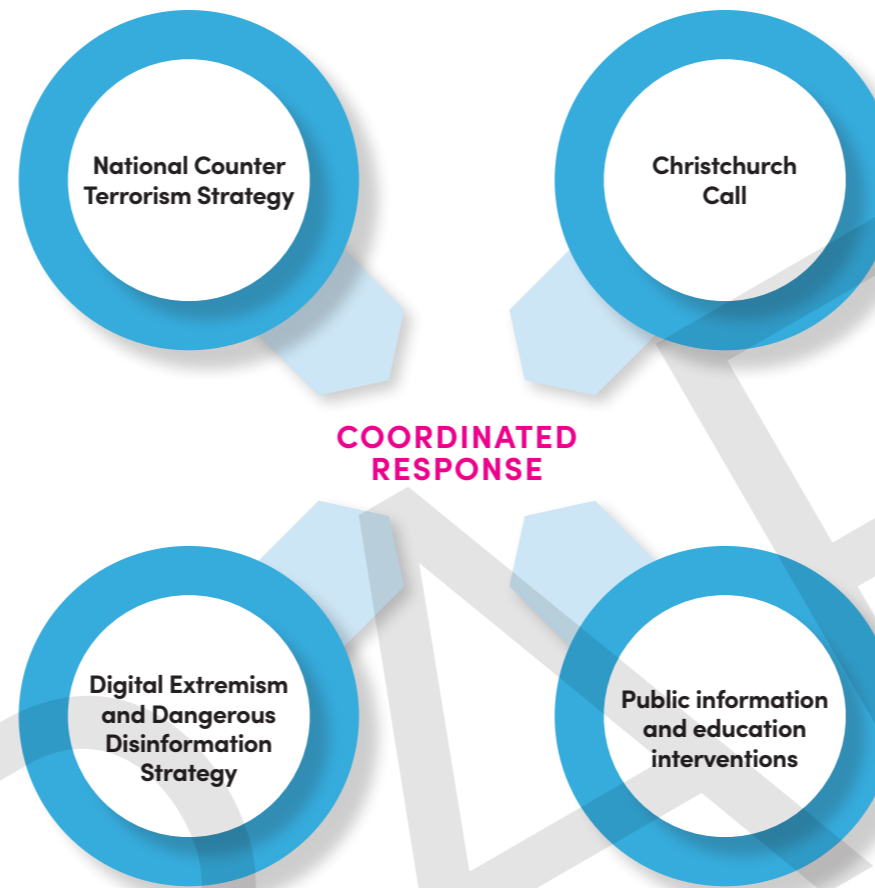 National Counter
Terrorism Strategy
Christchurch
Call
COORDINATED
RESPONSE
Digital Extremism
and Dangerous
Disinformation
Strategy
Public information
and education
interventions